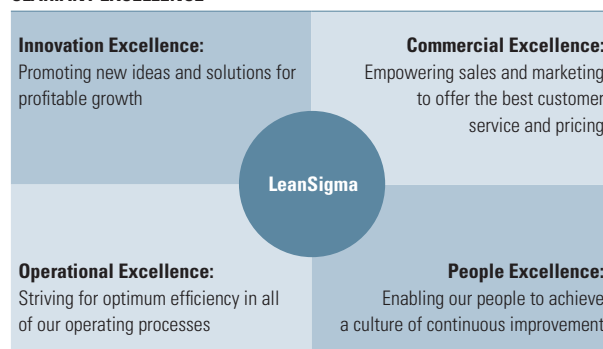 Innovation Excellence:
Promoting new ideas and solutions for
profitable growth
Commercial Excellence:
Empowering sales and marketing
to offer the best customer
service and pricing
LeanSigma
Operational Excellence:
Striving for optimum efficiency in all
of our operating processes
People Excellence:
Enabling our people to achieve
a culture of continuous improvement